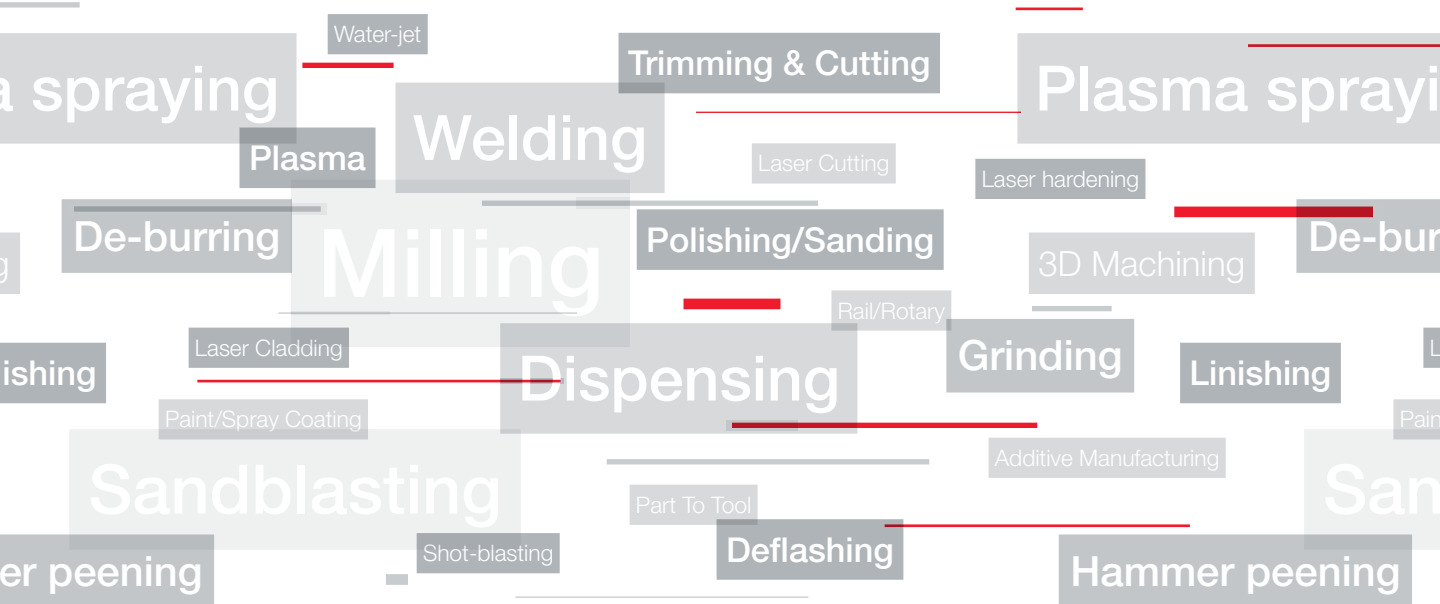 Water-jet
Trimming & Cutting
a spraying
Plasma sprayi
Welding
Plasma
Laser Cutting
Laser hardening
De-burring
Milling
Polishing/Sanding
3D Machining
De-bur
g
Rail/Rotary
Laser Cladding
Dispensing
Grinding
Linishing
L
ishing
Paint/Spray Coating
Pain
Additive Manufacturing
Sandblasting
San
Part To Tool
Shot-blasting
Deflashing
er peening
Hammer peening